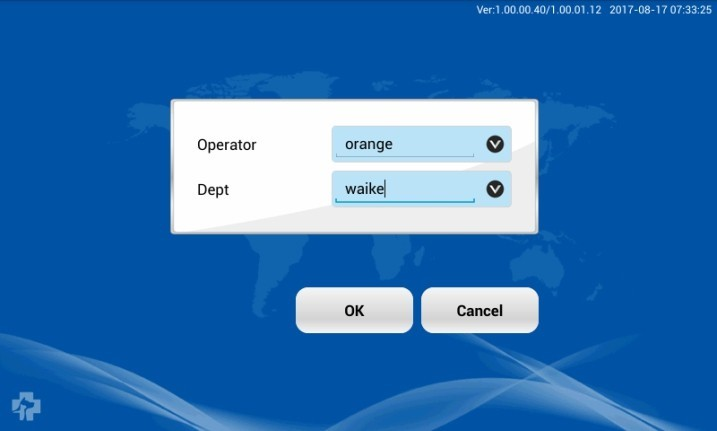 Ver:1.00.00.40/1.00.01.12 2017-08-17 07:33:25
Operator orange
Dept waike
OK Cancel